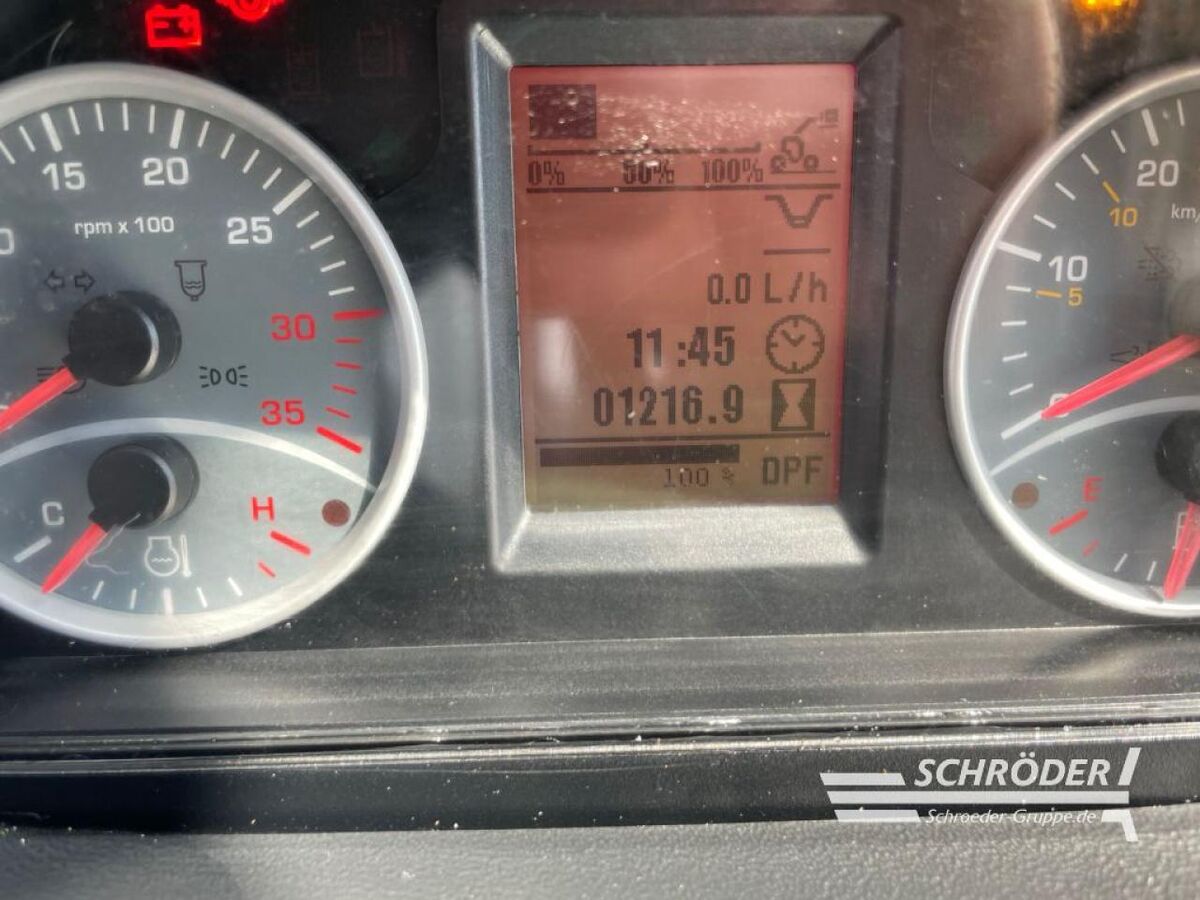 15 20 25 30 35
rpm x 100
C H
0% 50% 100%
0.0 L/h
11:45
01216.9
100 % DPF
20
10
10
5
0
E
SCHRÖDER
Schroeder-Gruppe.de